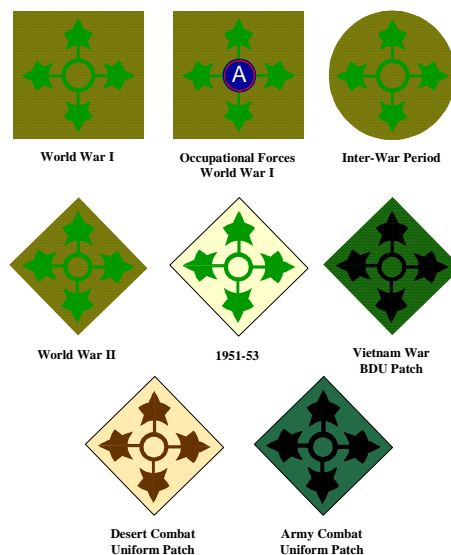 A
World War I
Occupational Forces
World War I
Inter-War Period
World War II
1951-53
Vietnam War
BDU Patch
Desert Combat
Uniform Patch
Army Combat
Uniform Patch